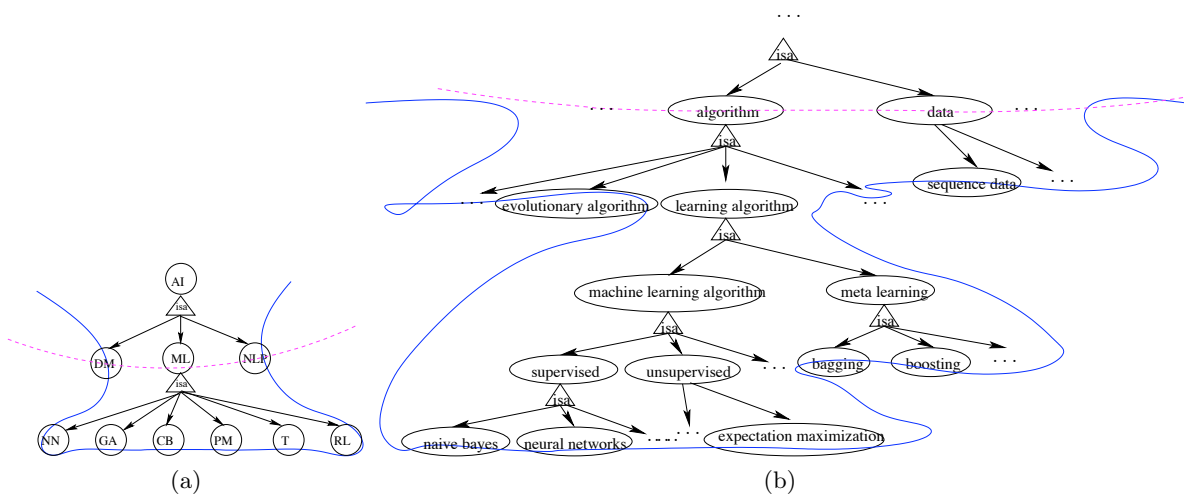 . . .
isa
. . .
algorithm
data
. . .
isa
. . .
sequence data
. . .
evolutionary algorithm
learning algorithm
. . .
isa
AI
isa
machine learning algorithm
meta learning
isa
isa
DM
ML
NLP
isa
supervised
unsupervised
. . .
bagging
boosting
. . .
isa
NN
GA
CB
PM
T
RL
naive bayes
neural networks
. . . . .
. . .
expectation maximization
(a)
(b)